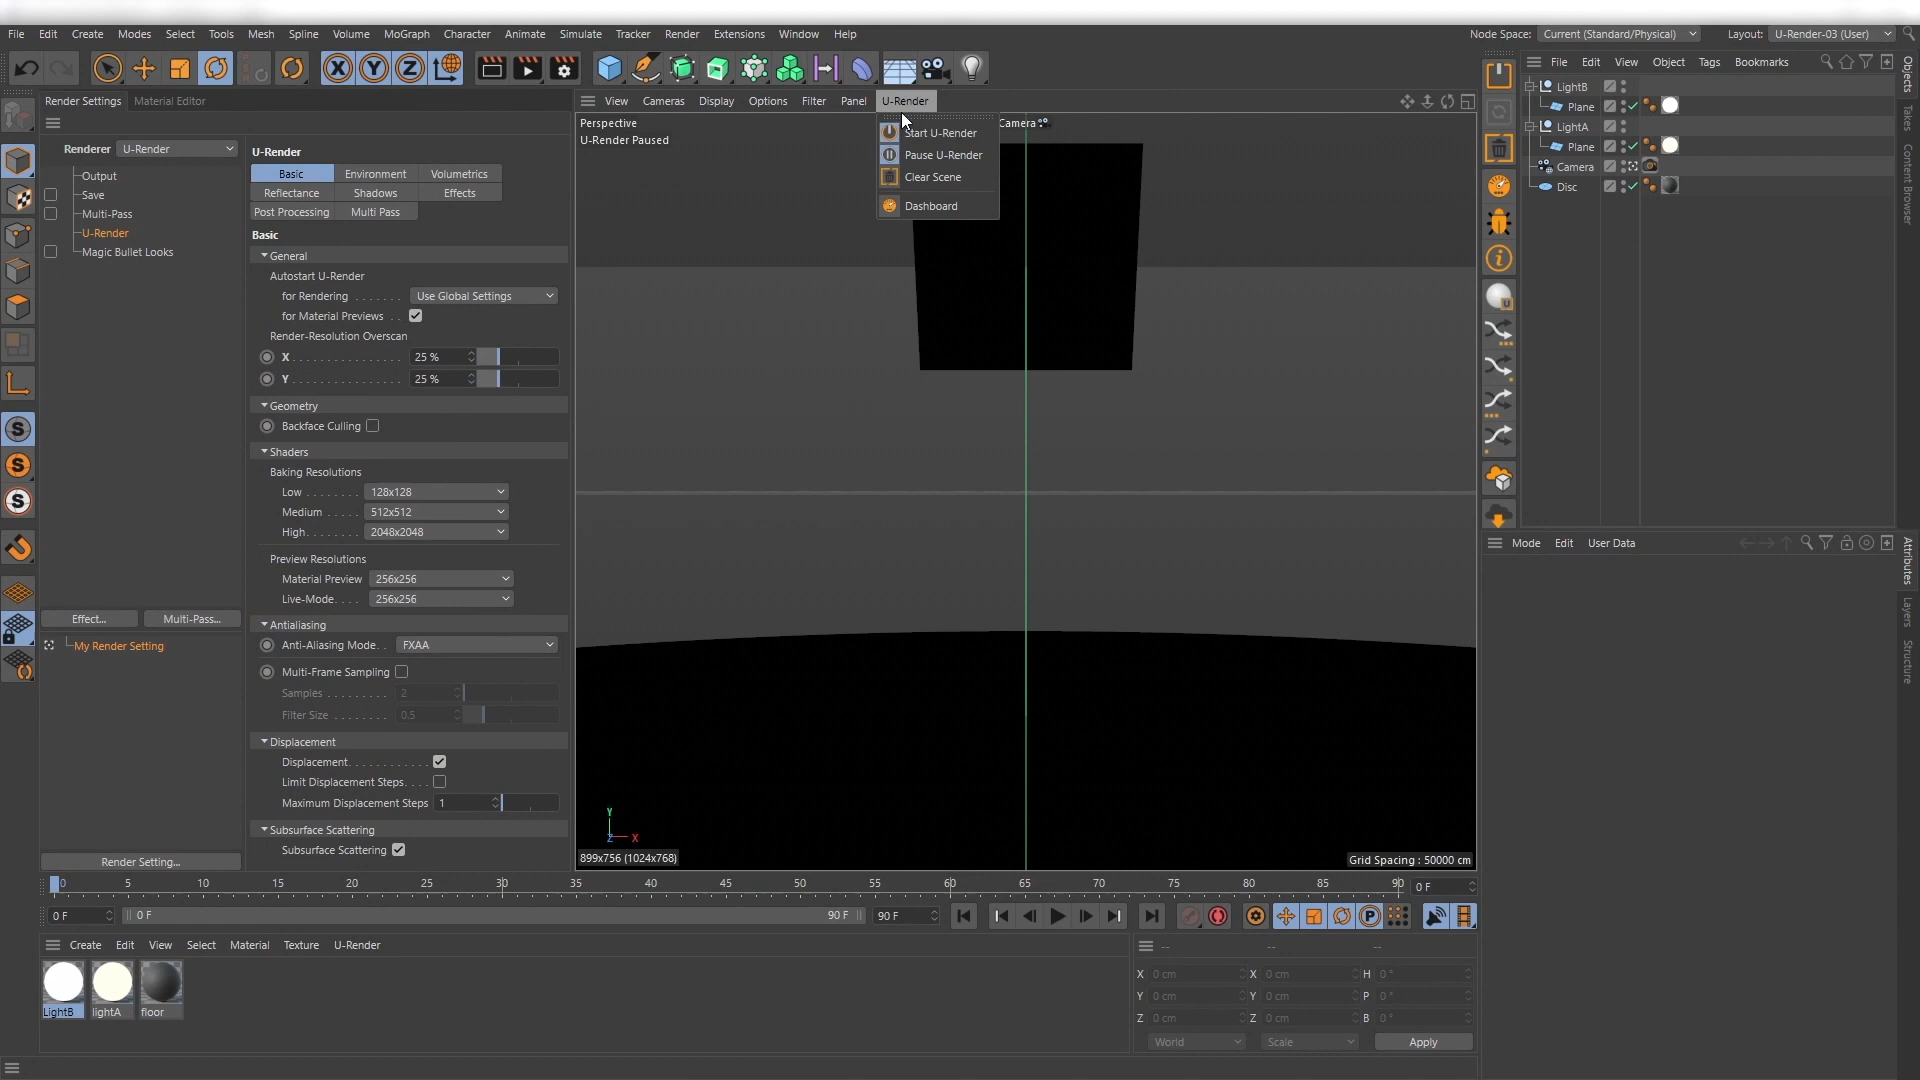 File Edit Create Modes Select Tools Mesh Spline Volume MoGraph Character Animate Simulate Tracker Render Extensions Window Help
Node Space: Current (Standard/Physical) Layout: U-Render-03 (User)
Render Settings Material Editor
Renderer U-Render
Output
Save
Multi-Pass
U-Render
Magic Bullet Looks
Effect... Multi-Pass...
My Render Setting
Render Setting...
U-Render
Basic Environment Volumetrics
Reflectance Shadows Effects
Post Processing Multi Pass
Basic
General
Autostart U-Render
for Rendering . . . . . . . Use Global Settings
for Material Previews . .
Render-Resolution Overscan
X . . . . . . . . . . . . . . . . . 25 %
Y . . . . . . . . . . . . . . . . . 25 %
Geometry
Backface Culling
Shaders
Baking Resolutions
Low . . . . . . . . 128x128
Medium . . . . . 512x512
High. . . . . . . . 2048x2048
Preview Resolutions
Material Preview 256x256
Live-Mode. . . . 256x256
Antialiasing
Anti-Aliasing Mode. . FXAA
Multi-Frame Sampling
Samples . . . . . . . . . 2
Filter Size . . . . . . . . 0.5
Displacement
Displacement. . . . . . . . . . . .
Limit Displacement Steps. . . .
Maximum Displacement Steps 1
Subsurface Scattering
Subsurface Scattering
View Cameras Display Options Filter Panel U-Render
Perspective
U-Render Paused
Camera
Start U-Render
Pause U-Render
Clear Scene
Dashboard
Y
Z X
899x756 (1024x768)
Grid Spacing : 50000 cm
File Edit View Object Tags Bookmarks
LightB
Plane
LightA
Plane
Camera
Disc
Objects
Takes
Content Browser
Mode Edit User Data
Attributes
Layers
Structure
0 5 10 15 20 25 30 35 40 45 50 55 60 65 70 75 80 85 90 0 F
0 F 0 F 90 F 90 F
Create Edit View Select Material Texture U-Render
LightB lightA floor
-- -- --
X 0 cm X 0 cm H 0 °
Y 0 cm Y 0 cm P 0 °
Z 0 cm Z 0 cm B 0 °
World Scale Apply